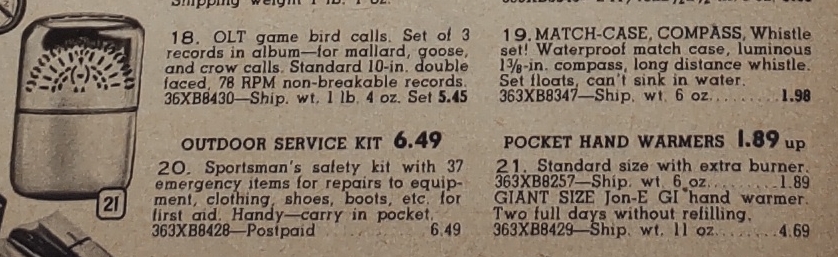 Shipping weight 1 lb. 1 oz.
18. OLT game bird calls. Set of 3
records in album—for mallard, goose,
and crow calls. Standard 10-in. double
faced, 78 RPM non-breakable records.
36XB8430—Ship. wt. 1 lb. 4 oz. Set 5.45
OUTDOOR SERVICE KIT 6.49
20. Sportsman's safety kit with 37
emergency items for repairs to equip-
ment, clothing, shoes, boots, etc. for
first aid. Handy—carry in pocket.
363XB8428—Postpaid ........ 6.49
19. MATCH-CASE, COMPASS, Whistle
set! Waterproof match case, luminous
1⅜-in. compass, long distance whistle.
Set floats, can't sink in water.
363XB8347—Ship. wt. 6 oz. ........ 1.98
POCKET HAND WARMERS 1.89 up
21. Standard size with extra burner.
363XB8257—Ship. wt. 6 oz. ........ 1.89
GIANT SIZE Jon-E GI hand warmer.
Two full days without refilling.
363XB8429—Ship. wt. 11 oz. ....... 4.69
21